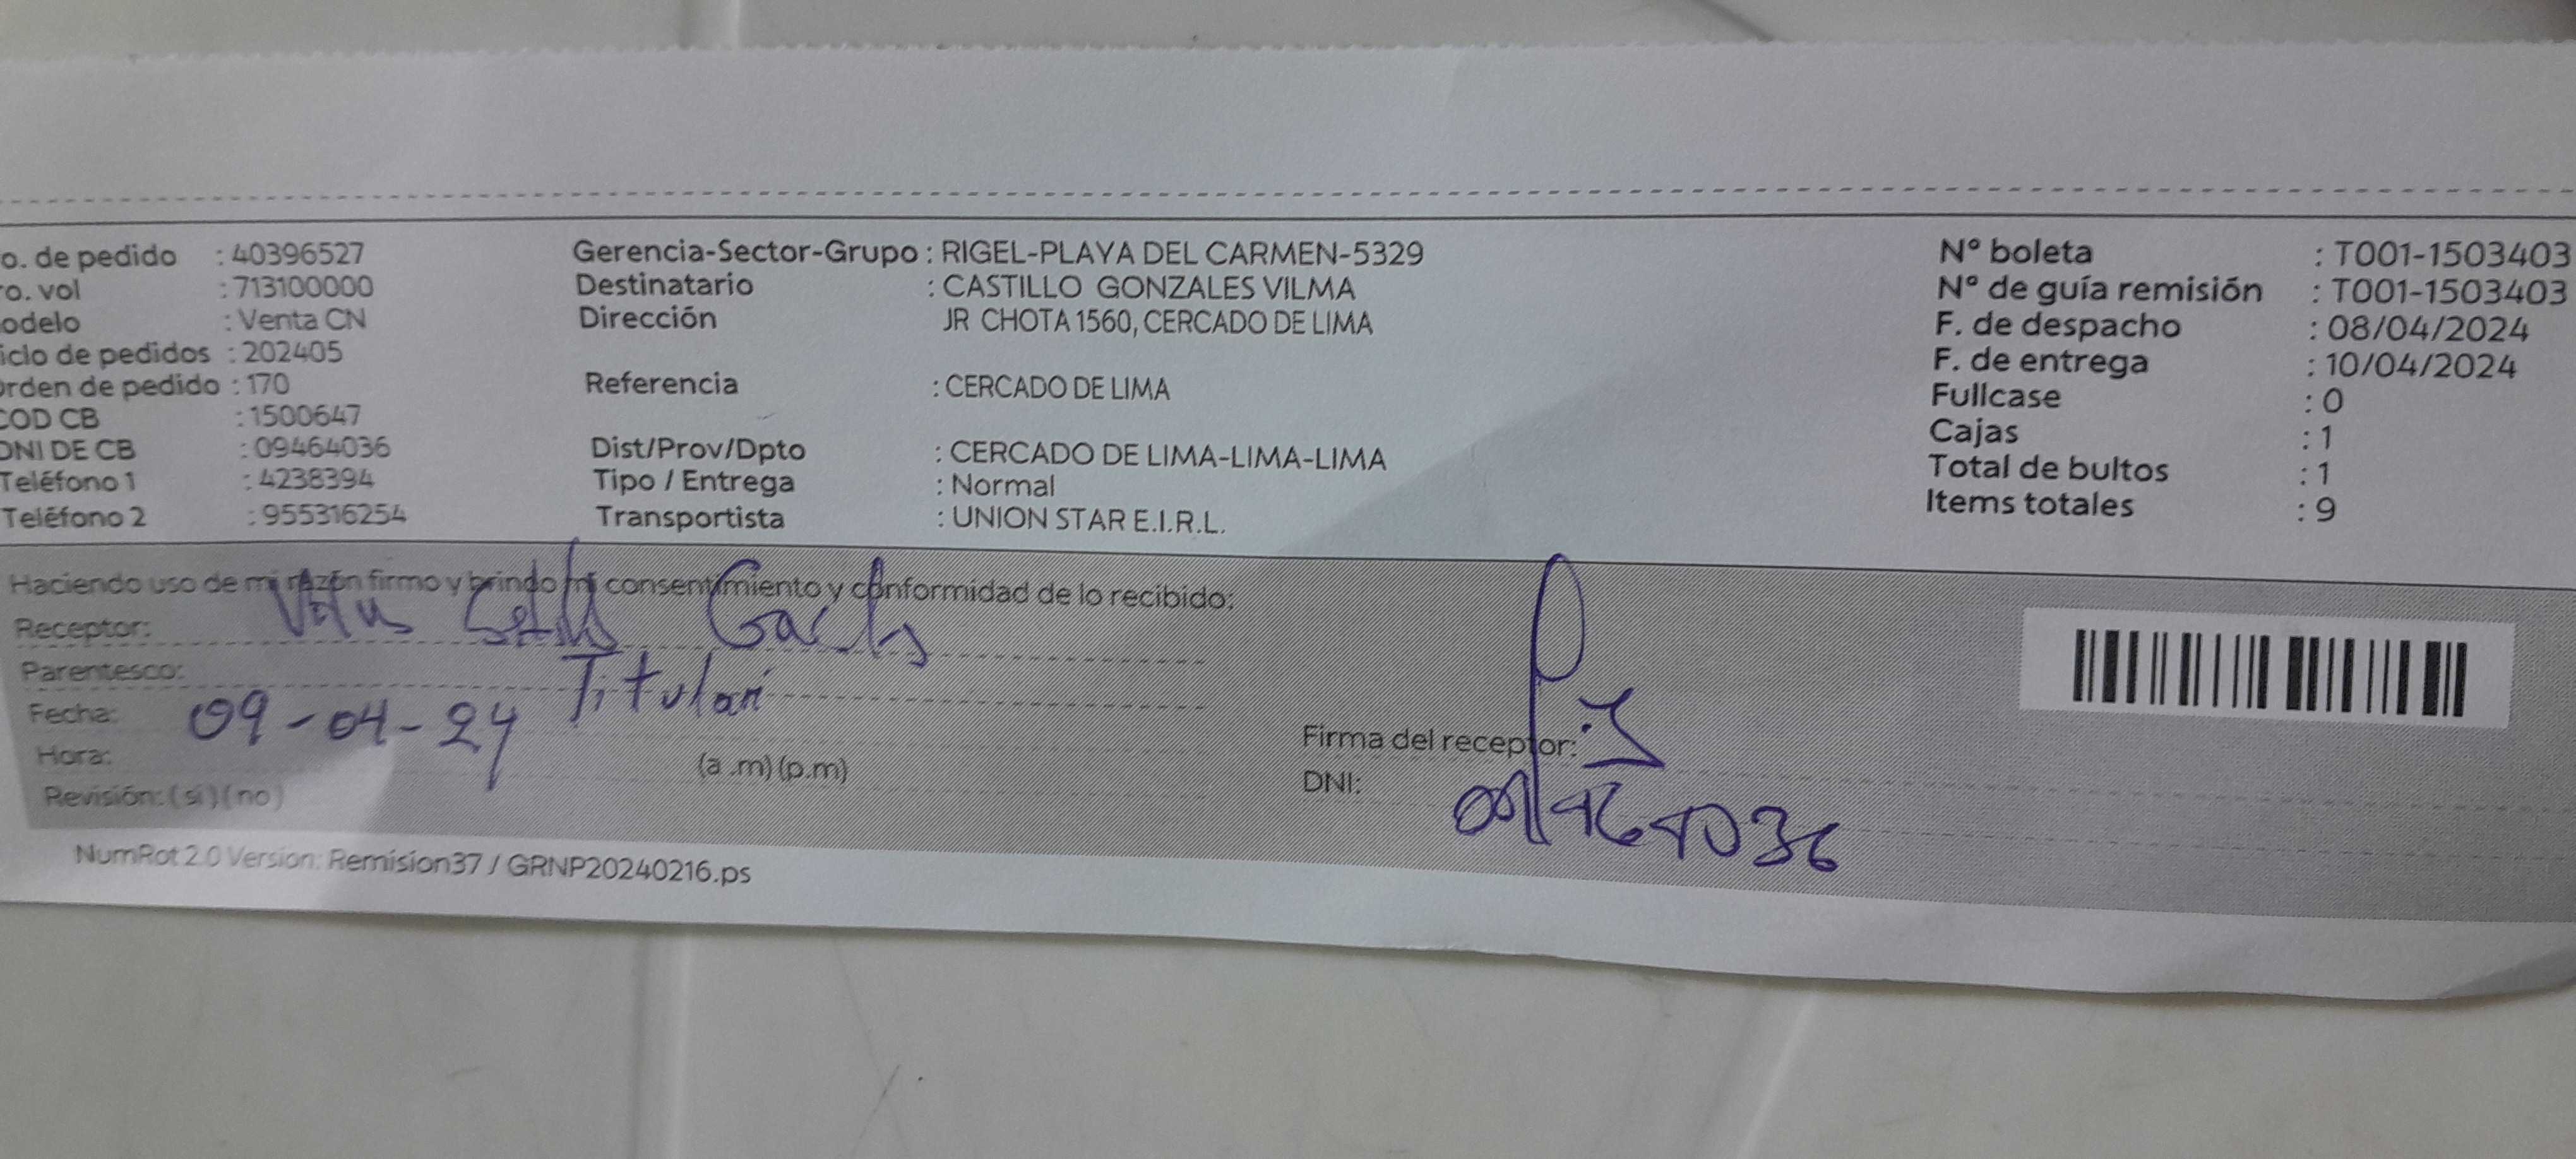 o. de pedido : 40396527
ro. vol : 713100000
odelo : Venta CN
iclo de pedidos : 202405
orden de pedido : 170
COD CB : 1500647
DNI DE CB : 09464036
Teléfono 1 : 4238394
Teléfono 2 : 955316254
Gerencia-Sector-Grupo : RIGEL-PLAYA DEL CARMEN-5329
Destinatario : CASTILLO GONZALES VILMA
Dirección JR CHOTA 1560, CERCADO DE LIMA
Referencia : CERCADO DE LIMA
Dist/Prov/Dpto : CERCADO DE LIMA-LIMA-LIMA
Tipo / Entrega : Normal
Transportista : UNION STAR E.I.R.L.
Nº boleta : T001-1503403
Nº de guía remisión : T001-1503403
F. de despacho : 08/04/2024
F. de entrega : 10/04/2024
Fullcase : 0
Cajas : 1
Total de bultos : 1
Items totales : 9
Haciendo uso de mi razón firmo y brindo mi consentimiento y conformidad de lo recibido:
Receptor:
Parentesco: Titular
Fecha: 09-04-24
Hora: (a .m) (p.m)
Revisión: (si) (no)
Firma del receptor:
DNI: 09464036
NumRot 2.0 Version: Remision37 / GRNP20240216.ps